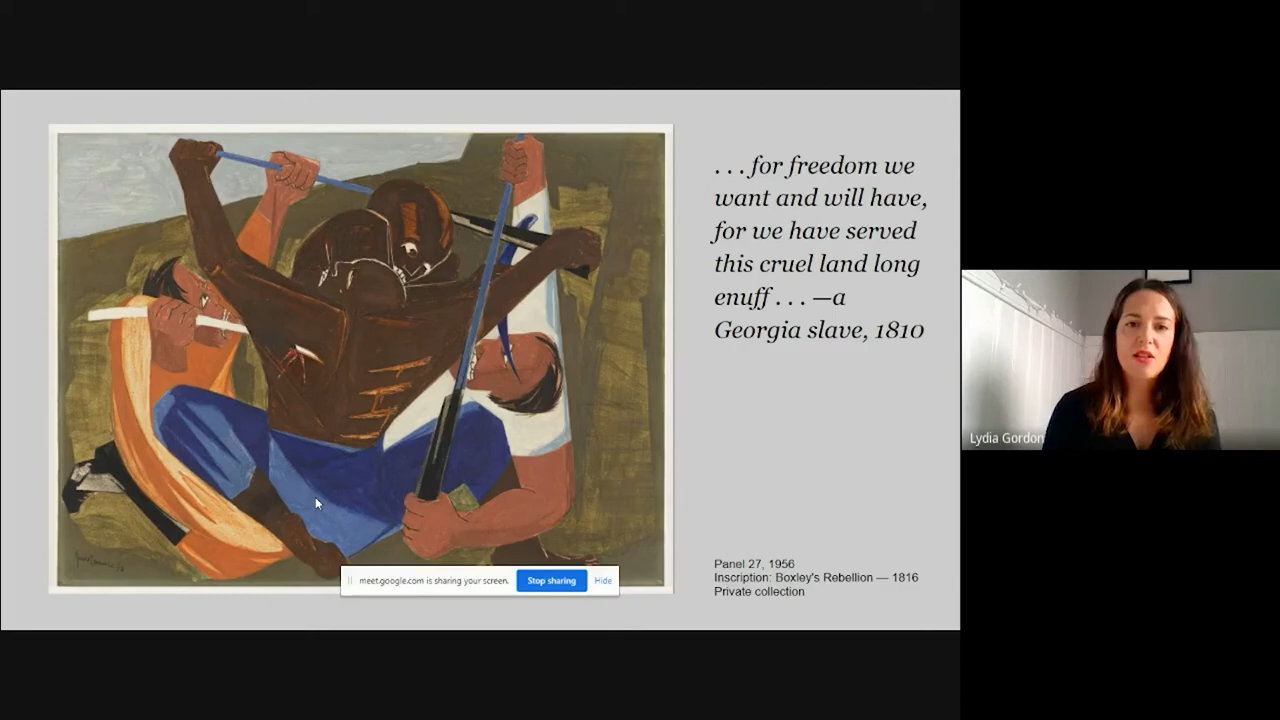 . . . for freedom we
want and will have,
for we have served
this cruel land long
enuff . . . —a
Georgia slave, 1810
Panel 27, 1956
Inscription: Boxley's Rebellion — 1816
Private collection
meet.google.com is sharing your screen.
Stop sharing
Hide
Lydia Gordon